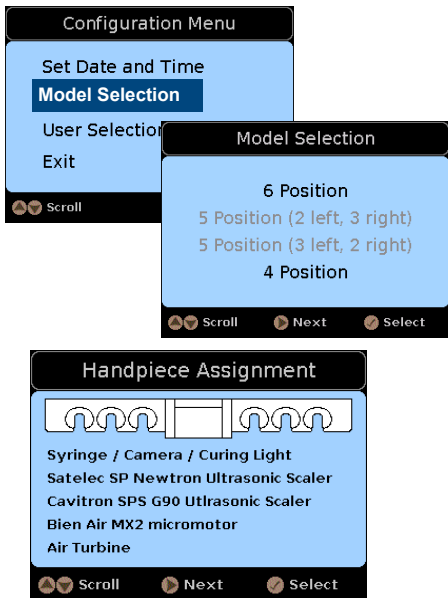 Configuration Menu
Set Date and Time
Model Selection
User Selection
Exit
Scroll
Model Selection
6 Position
5 Position (2 left, 3 right)
5 Position (3 left, 2 right)
4 Position
Scroll Next Select
Handpiece Assignment
Syringe / Camera / Curing Light
Satelec SP Newtron Ultrasonic Scaler
Cavitron SPS G90 Utlrasonic Scaler
Bien Air MX2 micromotor
Air Turbine
Scroll Next Select